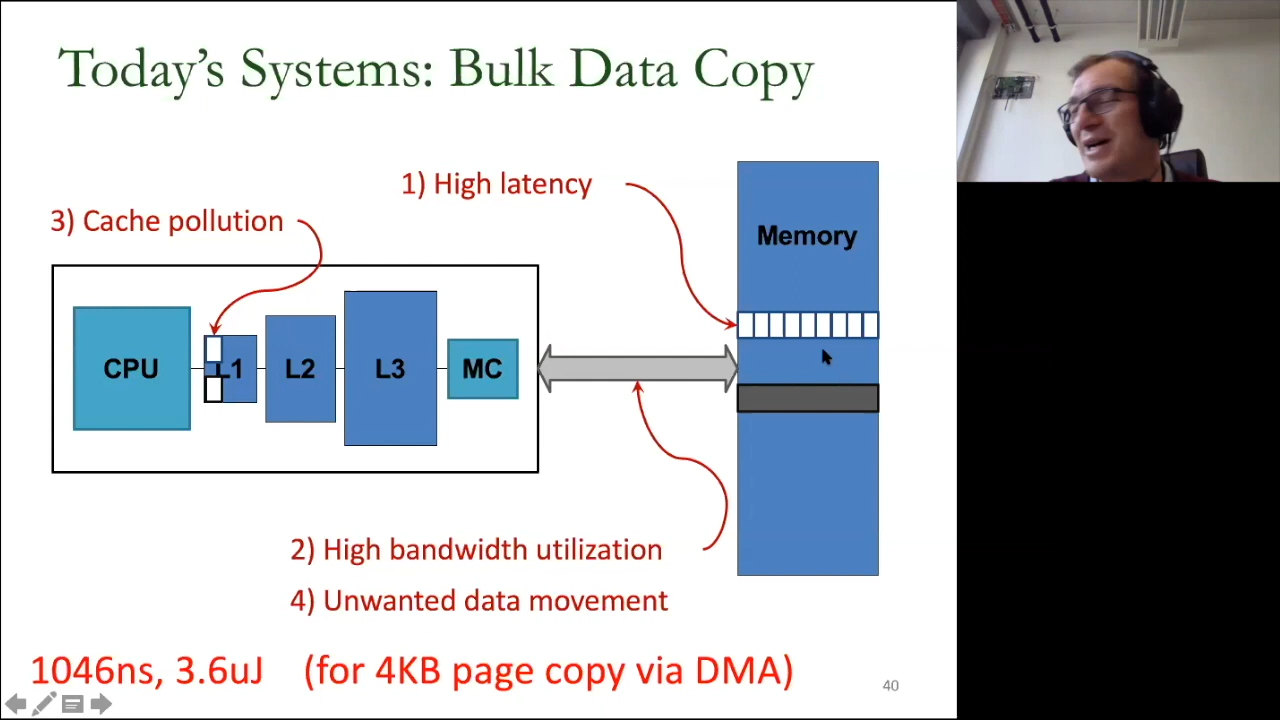 Today's Systems: Bulk Data Copy
1) High latency
3) Cache pollution
Memory
CPU
L1
L2
L3
MC
2) High bandwidth utilization
4) Unwanted data movement
1046ns, 3.6uJ (for 4KB page copy via DMA)
40